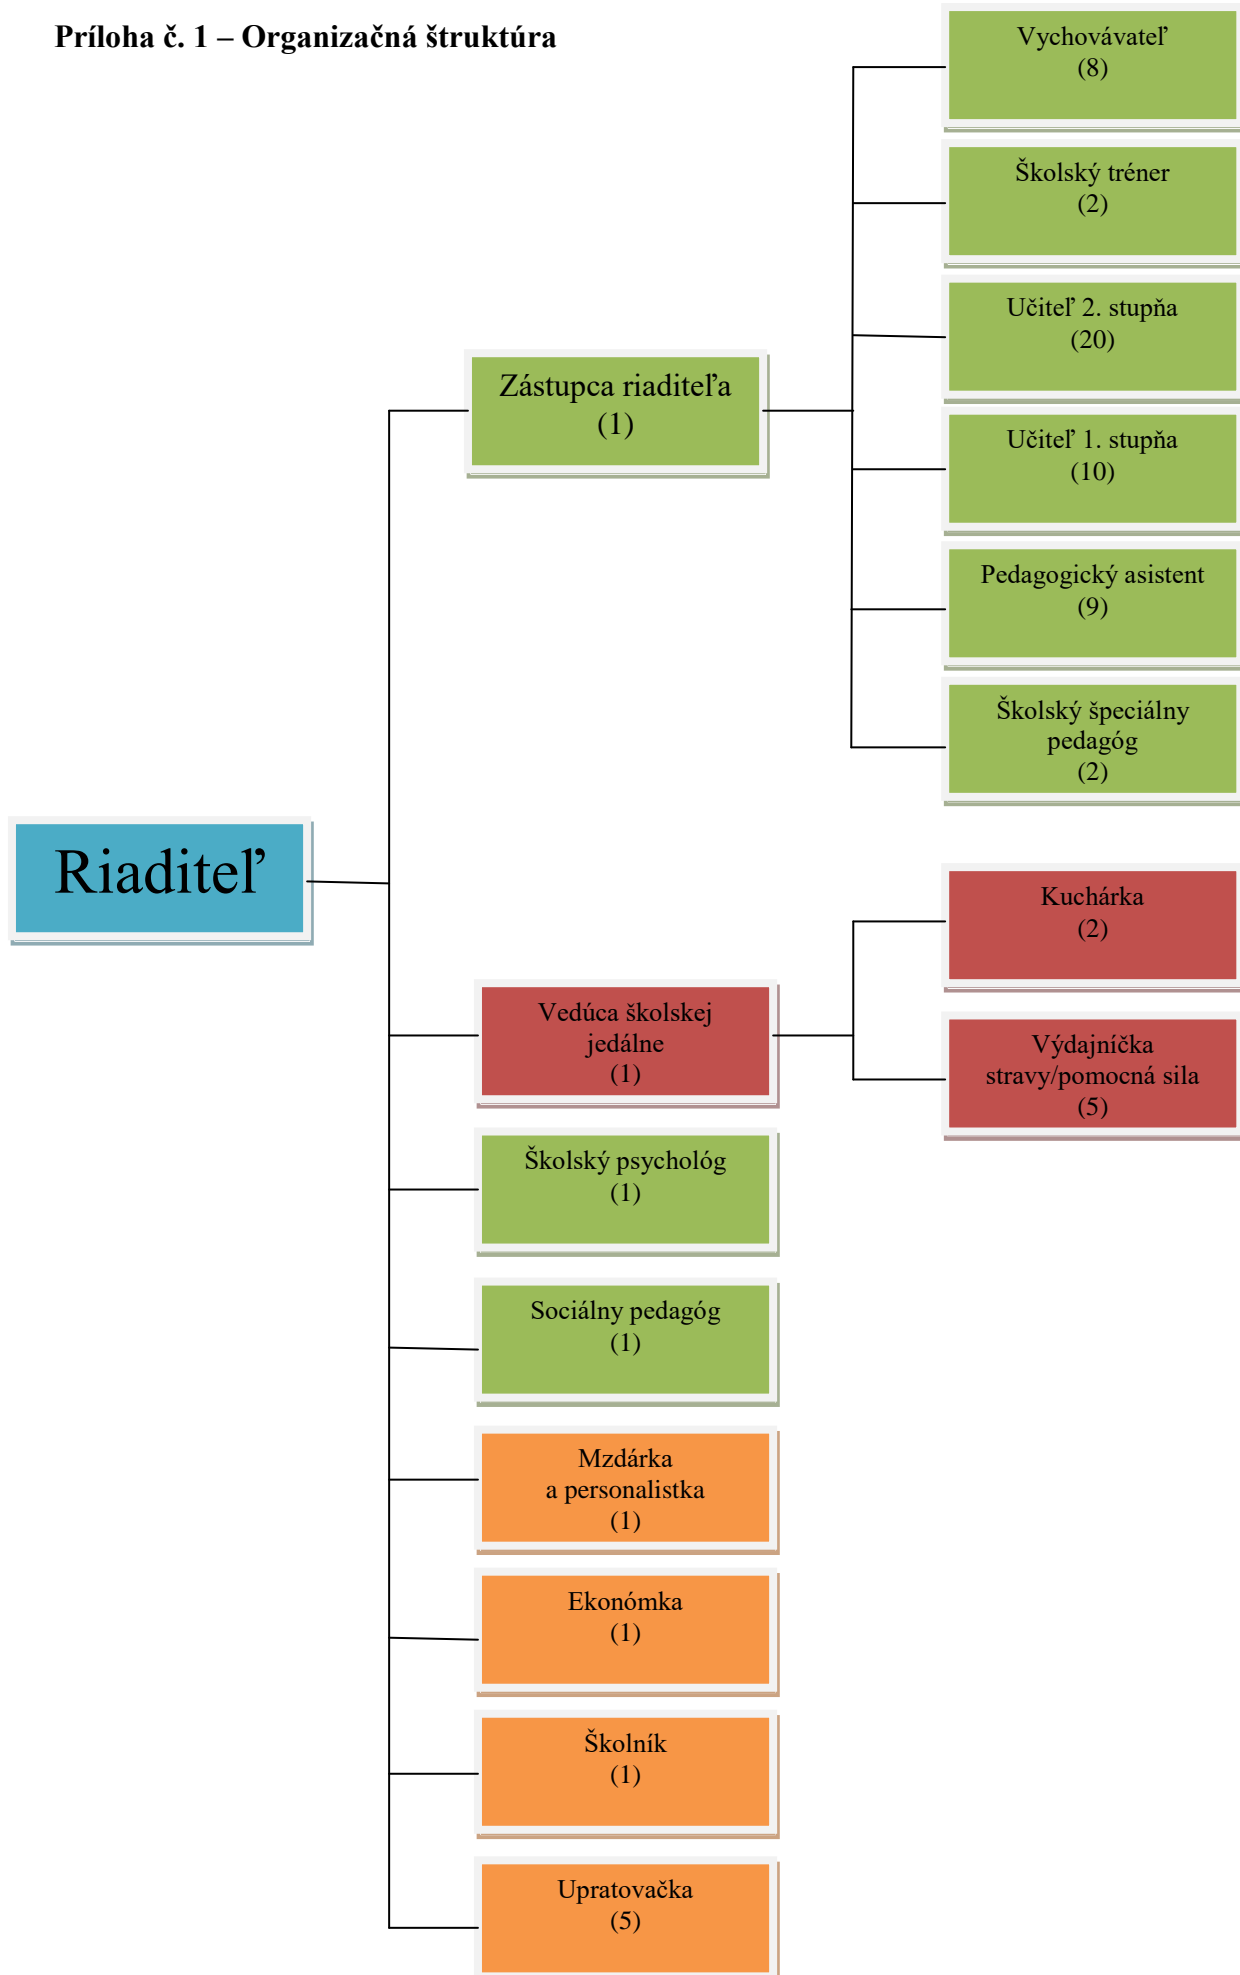 Príloha č. 1 – Organizačná štruktúra
Vychovávateľ
(8)
Školský tréner
(2)
Učiteľ 2. stupňa
(20)
Zástupca riaditeľa
(1)
Učiteľ 1. stupňa
(10)
Pedagogický asistent
(9)
Školský špeciálny
pedagóg
(2)
Riaditeľ
Kuchárka
(2)
Vedúca školskej
jedálne
(1)
Výdajníčka
stravy/pomocná sila
(5)
Školský psychológ
(1)
Sociálny pedagóg
(1)
Mzdárka
a personalistka
(1)
Ekonómka
(1)
Školník
(1)
Upratovačka
(5)